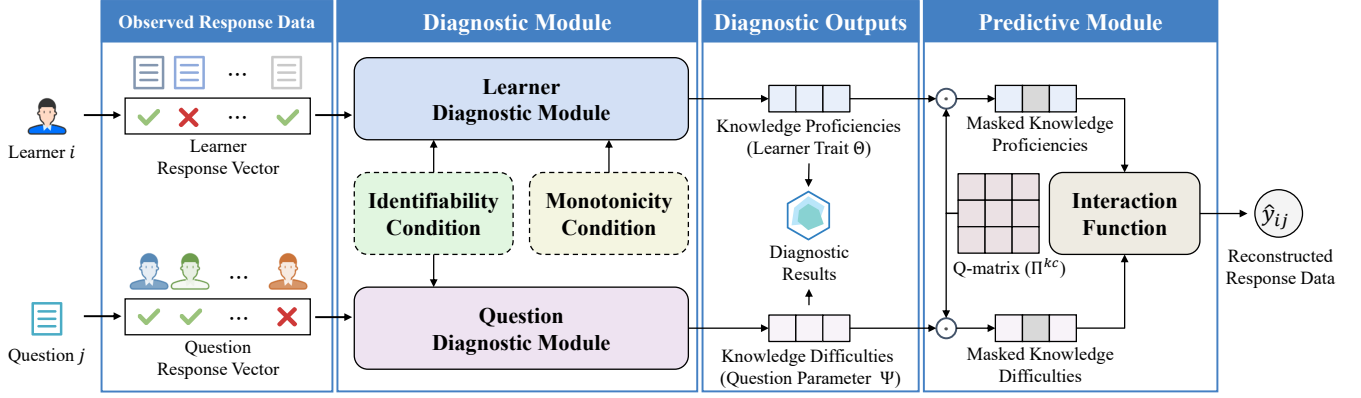 Observed Response Data
Diagnostic Module
Diagnostic Outputs
Predictive Module
Learner i
...
...
Learner
Response Vector
Learner
Diagnostic Module
Knowledge Proficiencies
(Learner Trait Θ)
Masked Knowledge
Proficiencies
Identifiability
Condition
Monotonicity
Condition
Diagnostic
Results
Q-matrix (Π^{kc})
Interaction
Function
ŷ_{ij}
Reconstructed
Response Data
Question j
...
...
Question
Response Vector
Question
Diagnostic Module
Knowledge Difficulties
(Question Parameter Ψ)
Masked Knowledge
Difficulties